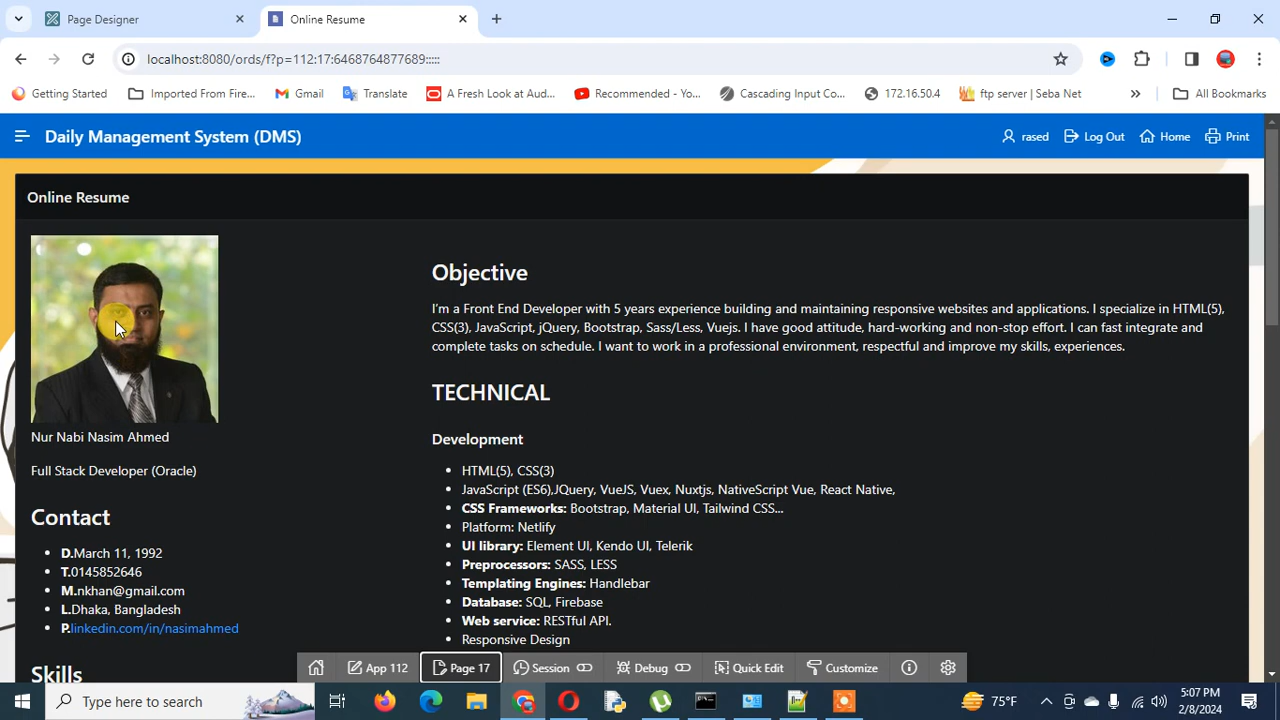 Page Designer
Online Resume
localhost:8080/ords/f?p=112:17:6468764877689:::::
Getting Started
Imported From Fire...
Gmail
Translate
A Fresh Look at Aud...
Recommended - Yo...
Cascading Input Co...
172.16.50.4
ftp server | Seba Net
»
All Bookmarks
Daily Management System (DMS)
rased
Log Out
Home
Print
Online Resume
Nur Nabi Nasim Ahmed
Full Stack Developer (Oracle)
Contact
D.March 11, 1992
T.0145852646
M.nkhan@gmail.com
L.Dhaka, Bangladesh
P.linkedin.com/in/nasimahmed
Skills
Objective
I'm a Front End Developer with 5 years experience building and maintaining responsive websites and applications. I specialize in HTML(5),
CSS(3), JavaScript, jQuery, Bootstrap, Sass/Less, Vuejs. I have good attitude, hard-working and non-stop effort. I can fast integrate and
complete tasks on schedule. I want to work in a professional environment, respectful and improve my skills, experiences.
TECHNICAL
Development
HTML(5), CSS(3)
JavaScript (ES6),JQuery, VueJS, Vuex, Nuxtjs, NativeScript Vue, React Native,
CSS Frameworks: Bootstrap, Material UI, Tailwind CSS...
Platform: Netlify
UI library: Element UI, Kendo UI, Telerik
Preprocessors: SASS, LESS
Templating Engines: Handlebar
Database: SQL, Firebase
Web service: RESTful API.
Responsive Design
App 112
Page 17
Session
Debug
Quick Edit
Customize
Type here to search
75°F
5:07 PM
2/8/2024